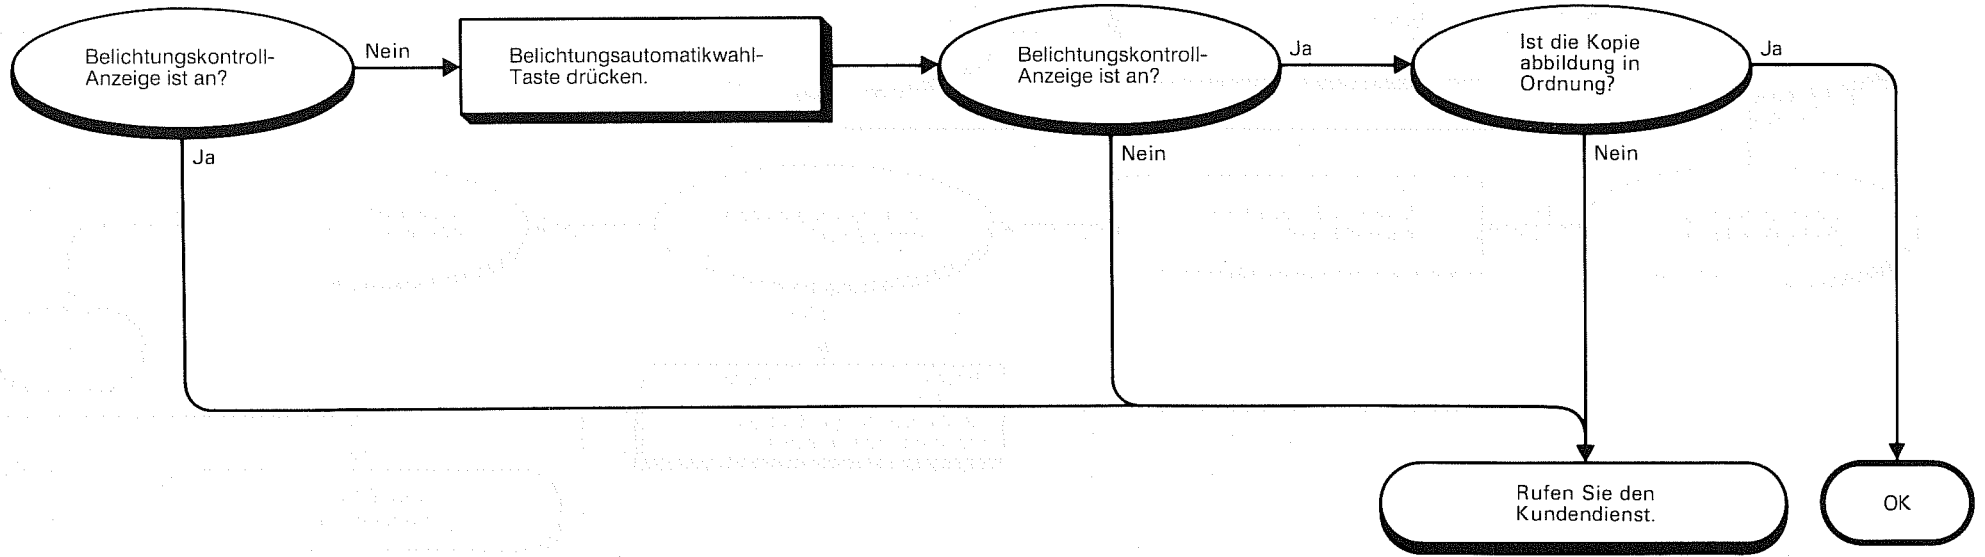 Belichtungskontroll-
Anzeige ist an?
Nein
Ja
Belichtungsautomatikwahl-
Taste drücken.
Belichtungskontroll-
Anzeige ist an?
Ja
Nein
Ist die Kopie
abbildung in
Ordnung?
Ja
Nein
Rufen Sie den
Kundendienst.
OK